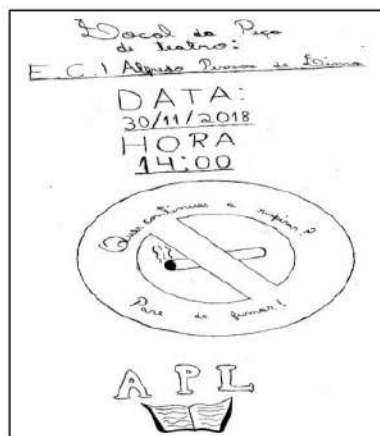 Local da Peça
de teatro:
E.C.I Alfredo Pessoa de Lima
DATA:
30/11/2018
HORA
14:00
Quer continuar a respirar?
Pare de fumar!
APL